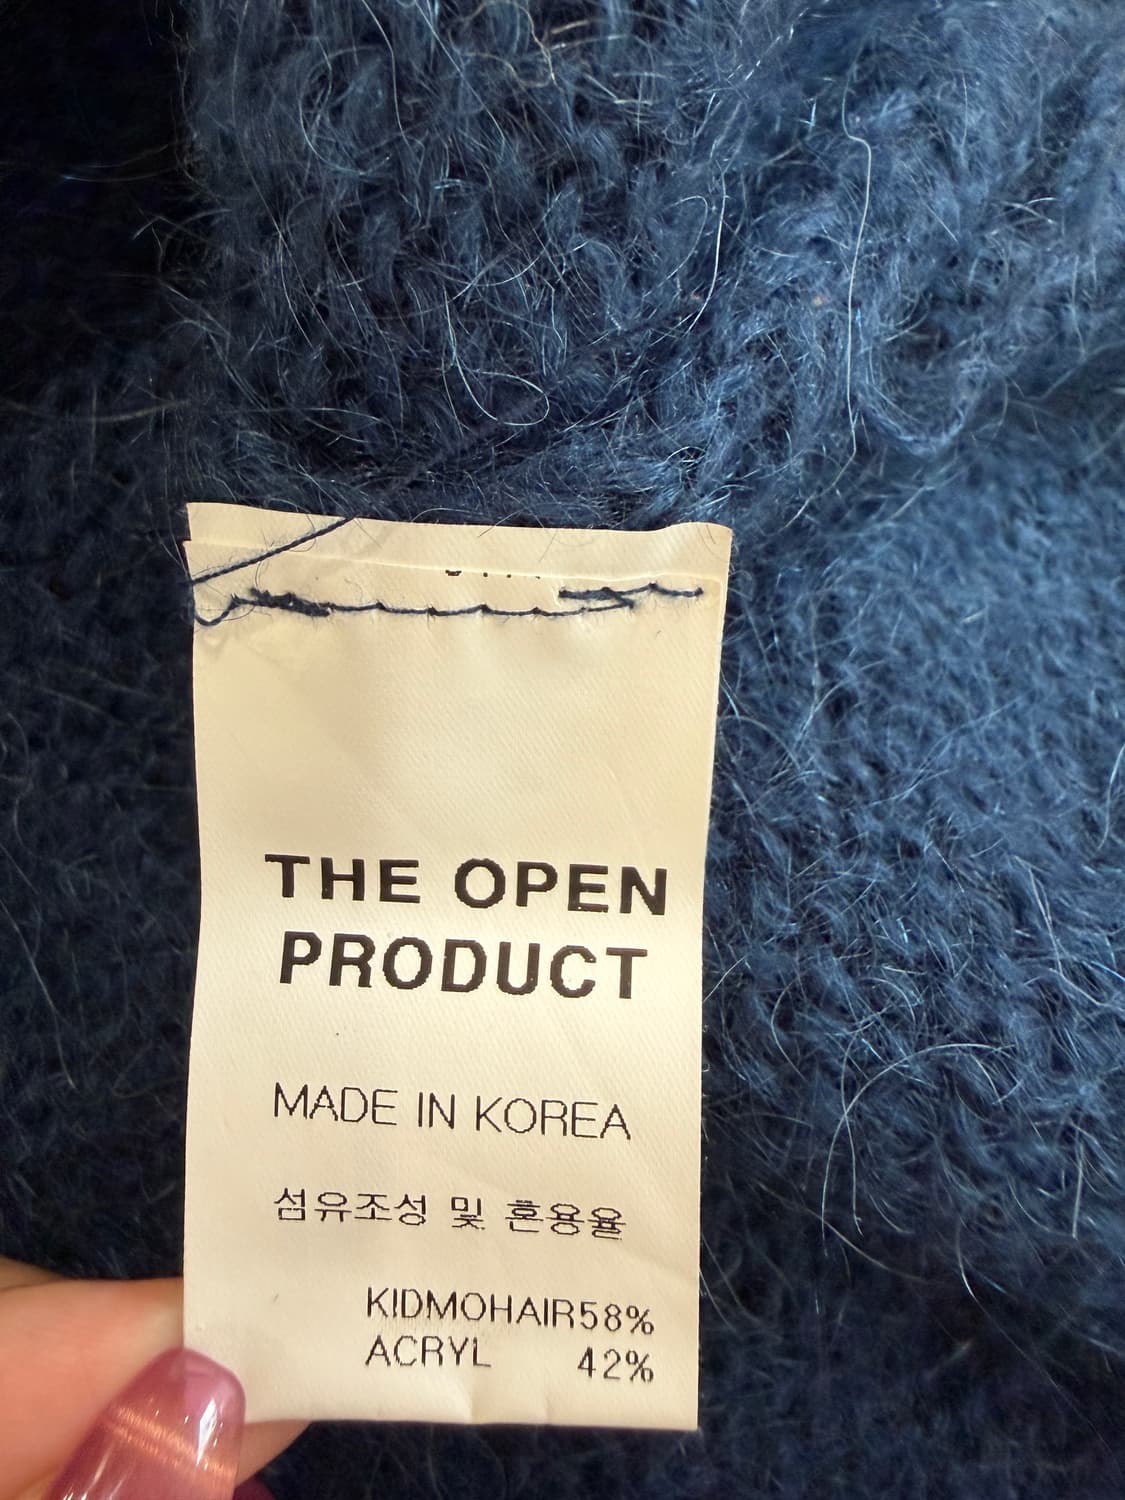 THE OPEN
PRODUCT
MADE IN KOREA
섬유조성 및 혼용율
KIDMOHAIR58%
ACRYL 42%